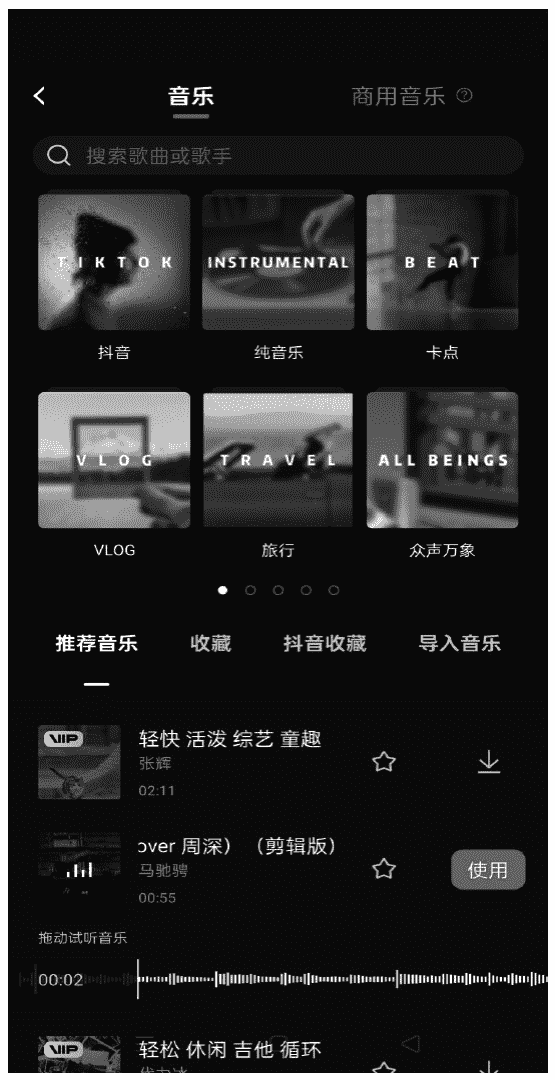 音乐 商用音乐
搜索歌曲或歌手
TIKTOK INSTRUMENTAL BEAT
抖音 纯音乐 卡点
VLOG TRAVEL ALL BEINGS
VLOG 旅行 众声万象
推荐音乐 收藏 抖音收藏 导入音乐
VIP 轻快 活泼 综艺 童趣
张辉
02:11
over 周深） （剪辑版）
马驰骋
使用
00:55
拖动试听音乐
00:02
VIP 轻松 休闲 吉他 循环